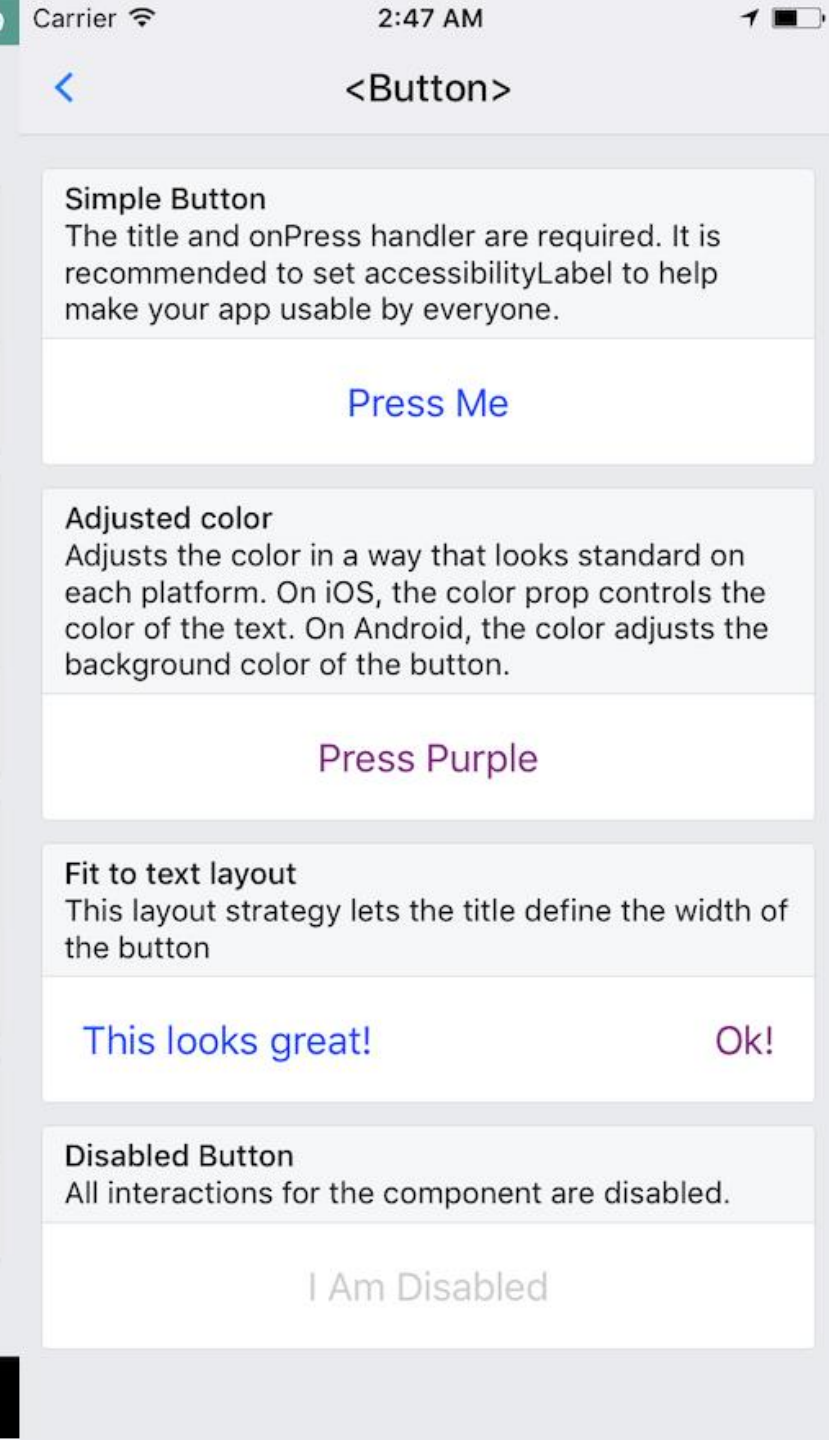 Carrier
2:47 AM
<Button>
Simple Button
The title and onPress handler are required. It is
recommended to set accessibilityLabel to help
make your app usable by everyone.
Press Me
Adjusted color
Adjusts the color in a way that looks standard on
each platform. On iOS, the color prop controls the
color of the text. On Android, the color adjusts the
background color of the button.
Press Purple
Fit to text layout
This layout strategy lets the title define the width of
the button
This looks great!
Ok!
Disabled Button
All interactions for the component are disabled.
I Am Disabled